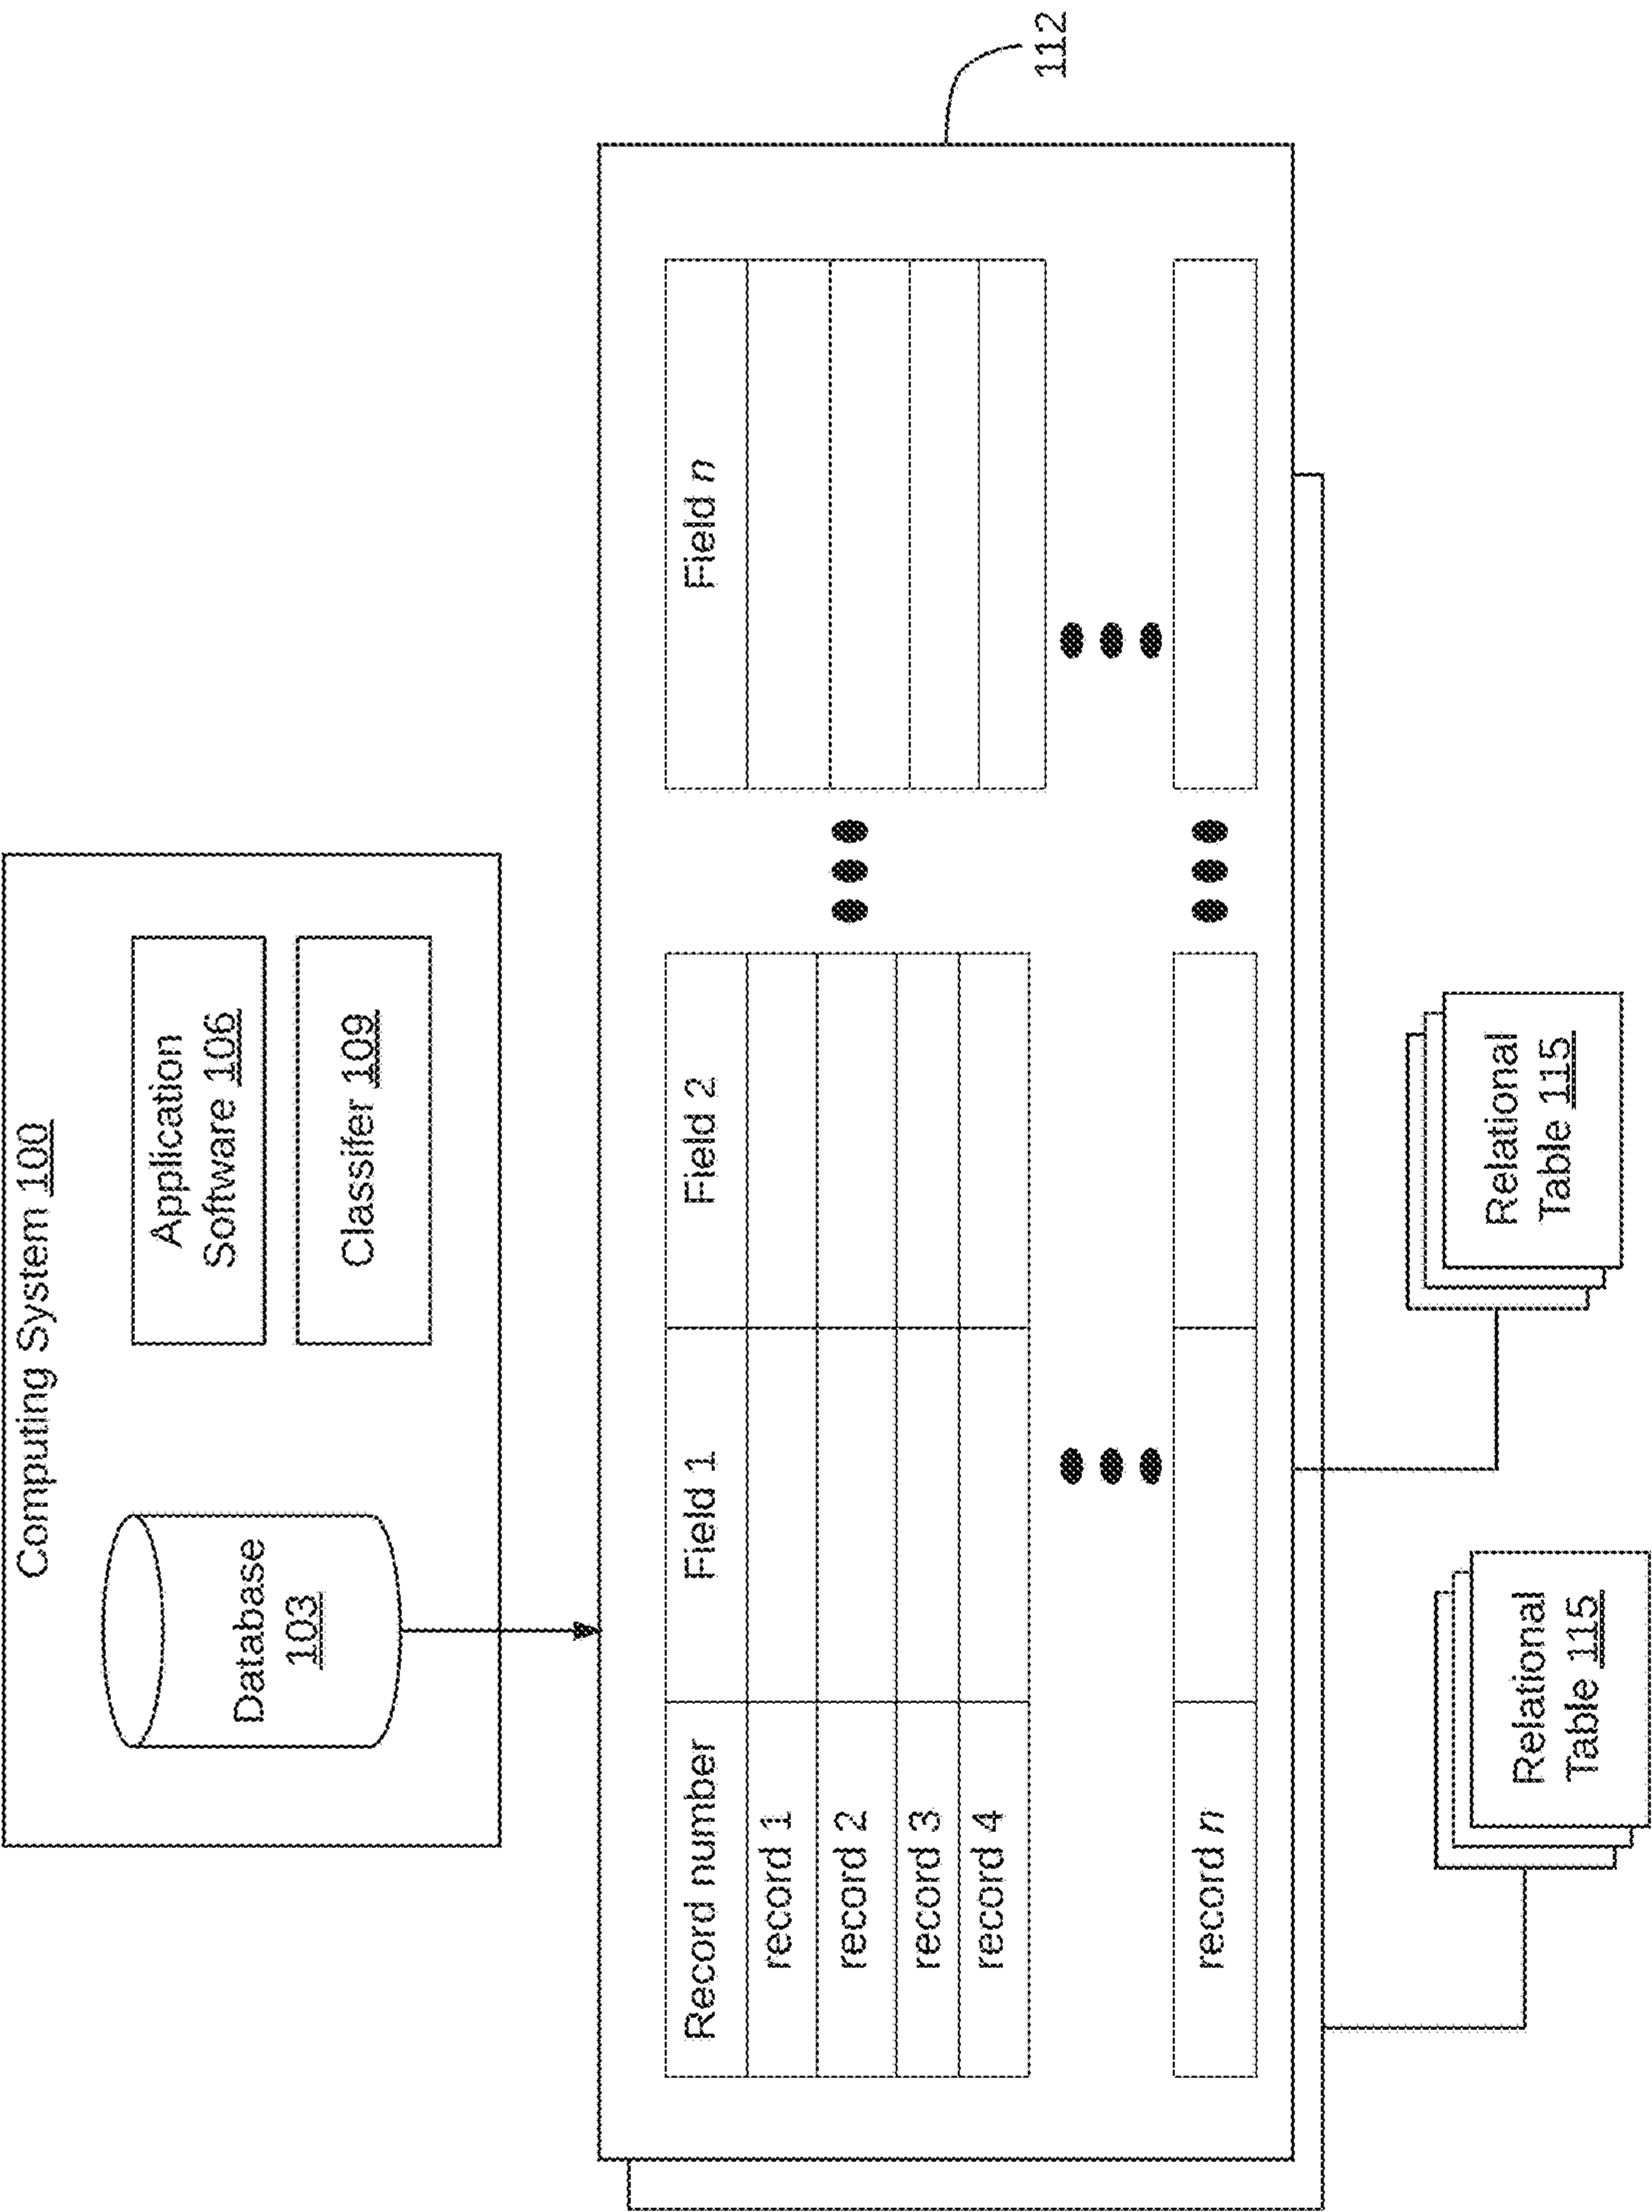 Computing System 100
Database
103
Application
Software 106
Classifer 109
112
Record number
Field 1
Field 2
Field n
record 1
record 2
record 3
record 4
record n
Relational
Table 115
Relational
Table 115